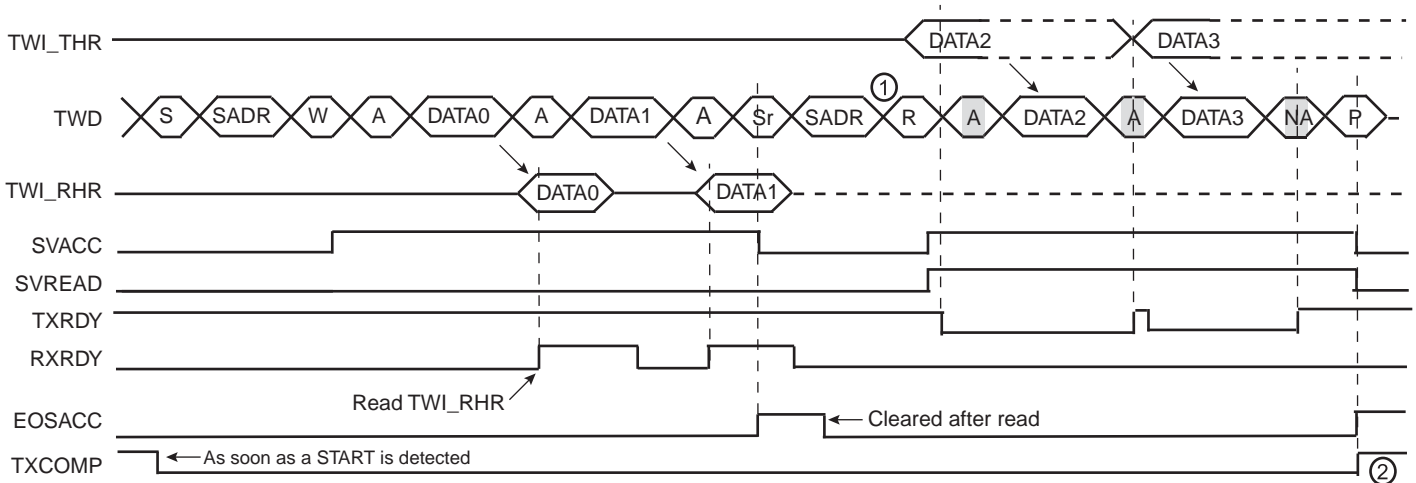 TWI_THR DATA2 DATA3
①
TWD S SADR W A DATA0 A DATA1 A Sr SADR R A DATA2 A DATA3 NA P
TWI_RHR DATA0 DATA1
SVACC
SVREAD
TXRDY
RXRDY
Read TWI_RHR
EOSACC Cleared after read
TXCOMP As soon as a START is detected ②